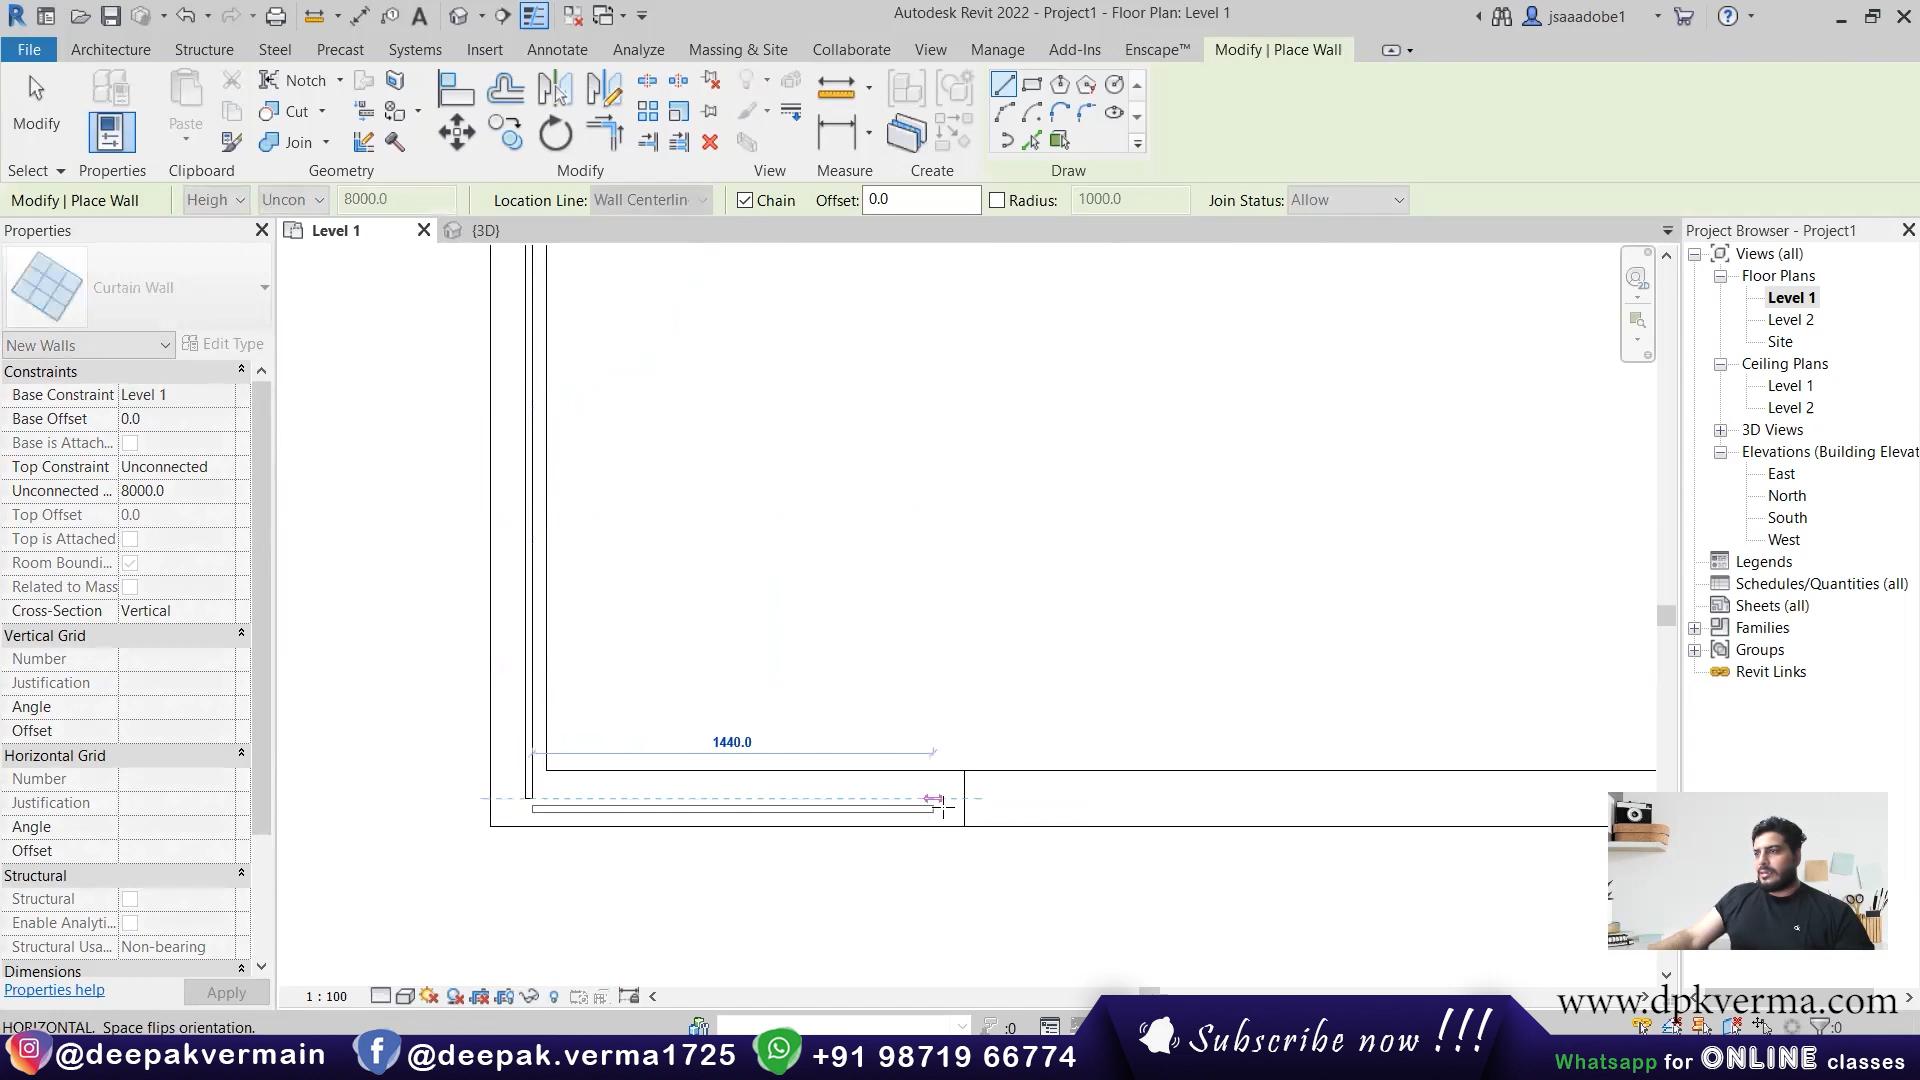 Autodesk Revit 2022 - Project1 - Floor Plan: Level 1
jsaaadobe1
File Architecture Structure Steel Precast Systems Insert Annotate Analyze Massing & Site Collaborate View Manage Add-Ins Enscape™ Modify | Place Wall
Modify
Paste
Notch
Cut
Join
Select Properties Clipboard Geometry Modify View Measure Create Draw
Modify | Place Wall Heigh Uncon 8000.0 Location Line: Wall Centerlin Chain Offset: 0.0 Radius: 1000.0 Join Status: Allow
Properties
Level 1
{3D}
Project Browser - Project1
Curtain Wall
New Walls
Edit Type
Constraints
Base Constraint Level 1
Base Offset 0.0
Base is Attach...
Top Constraint Unconnected
Unconnected ... 8000.0
Top Offset 0.0
Top is Attached
Room Boundi...
Related to Mass
Cross-Section Vertical
Vertical Grid
Number
Justification
Angle
Offset
Horizontal Grid
Number
Justification
Angle
Offset
Structural
Structural
Enable Analyti...
Structural Usa... Non-bearing
Dimensions
Properties help
Apply
1440.0
Views (all)
Floor Plans
Level 1
Level 2
Site
Ceiling Plans
Level 1
Level 2
3D Views
Elevations (Building Elevat
East
North
South
West
Legends
Schedules/Quantities (all)
Sheets (all)
Families
Groups
Revit Links
2D
1 : 100
HORIZONTAL. Space flips orientation.
:0
:0
www.dpkverma.com
@deepakvermain
@deepak.verma1725
+91 98719 66774
Subscribe now !!!
Whatsapp for ONLINE classes